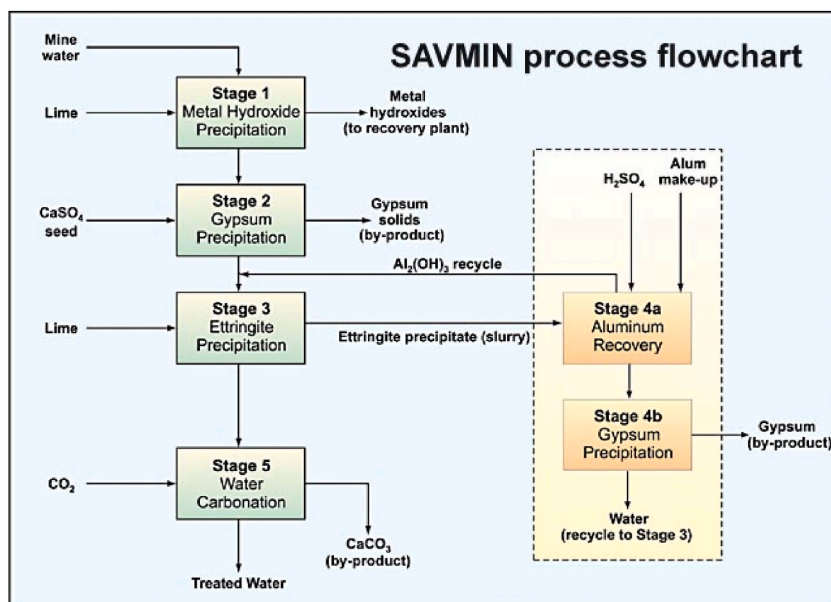 SAVMIN process flowchart
Mine
water
Stage 1
Metal Hydroxide
Precipitation
Lime
Metal
hydroxides
(to recovery plant)
Stage 2
Gypsum
Precipitation
CaSO₄
seed
Gypsum
solids
(by-product)
H₂SO₄
Alum
make-up
Al₂(OH)₃ recycle
Stage 3
Ettringite
Precipitation
Lime
Ettringite precipitate (slurry)
Stage 4a
Aluminum
Recovery
Stage 4b
Gypsum
Precipitation
Gypsum
(by-product)
Water
(recycle to Stage 3)
Stage 5
Water
Carbonation
CO₂
CaCO₃
(by-product)
Treated Water